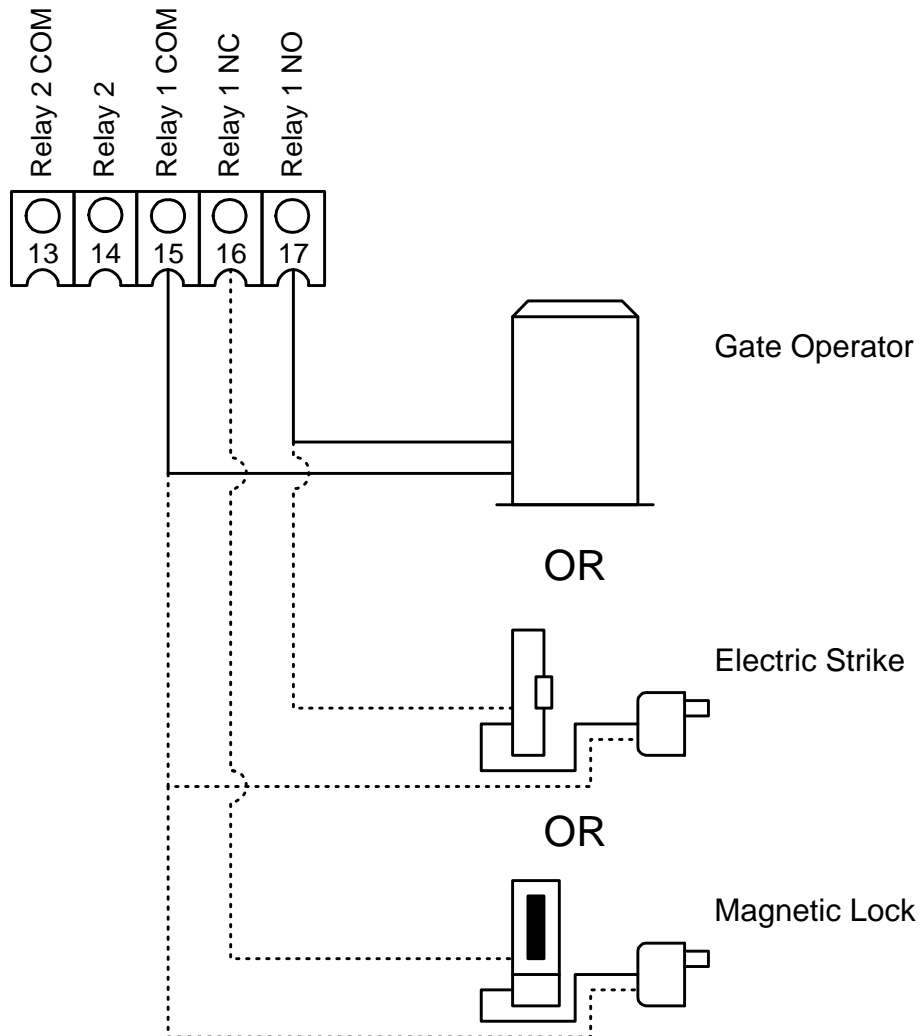 Relay 2 COM
Relay 2
Relay 1 COM
Relay 1 NC
Relay 1 NO
13 14 15 16 17
Gate Operator
OR
Electric Strike
OR
Magnetic Lock